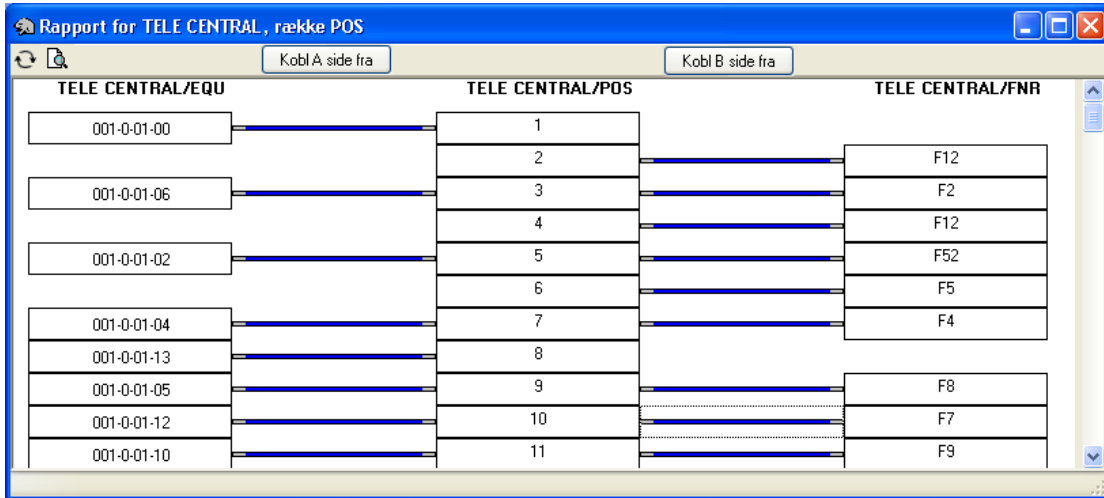 Rapport for TELE CENTRAL, række POS
Kobl A side fra Kobl B side fra
TELE CENTRAL/EQU TELE CENTRAL/POS TELE CENTRAL/FNR
001-0-01-00 1
2 F12
001-0-01-06 3 F2
4 F12
001-0-01-02 5 F52
6 F5
001-0-01-04 7 F4
001-0-01-13 8
001-0-01-05 9 F8
001-0-01-12 10 F7
001-0-01-10 11 F9